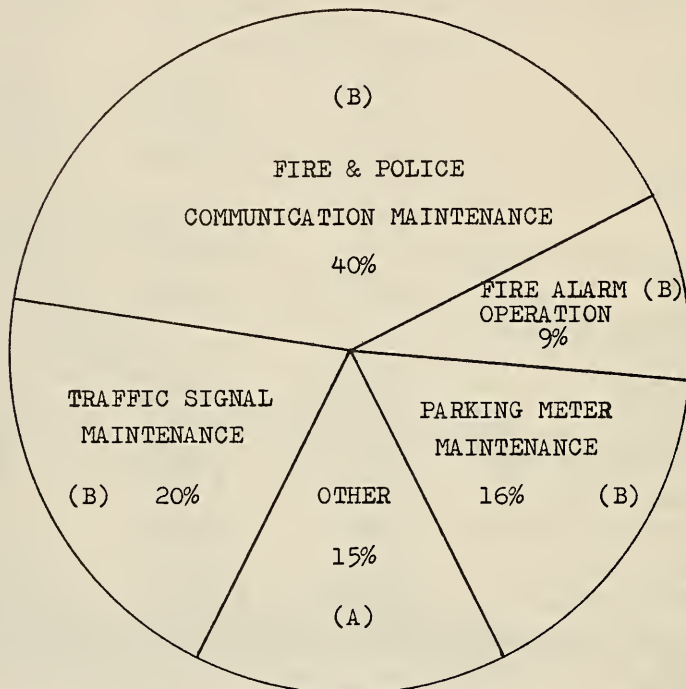 (B)
FIRE & POLICE
COMMUNICATION MAINTENANCE
40%
FIRE ALARM (B)
OPERATION
9%
TRAFFIC SIGNAL
MAINTENANCE
(B) 20%
OTHER
15%
(A)
PARKING METER
MAINTENANCE
16% (B)